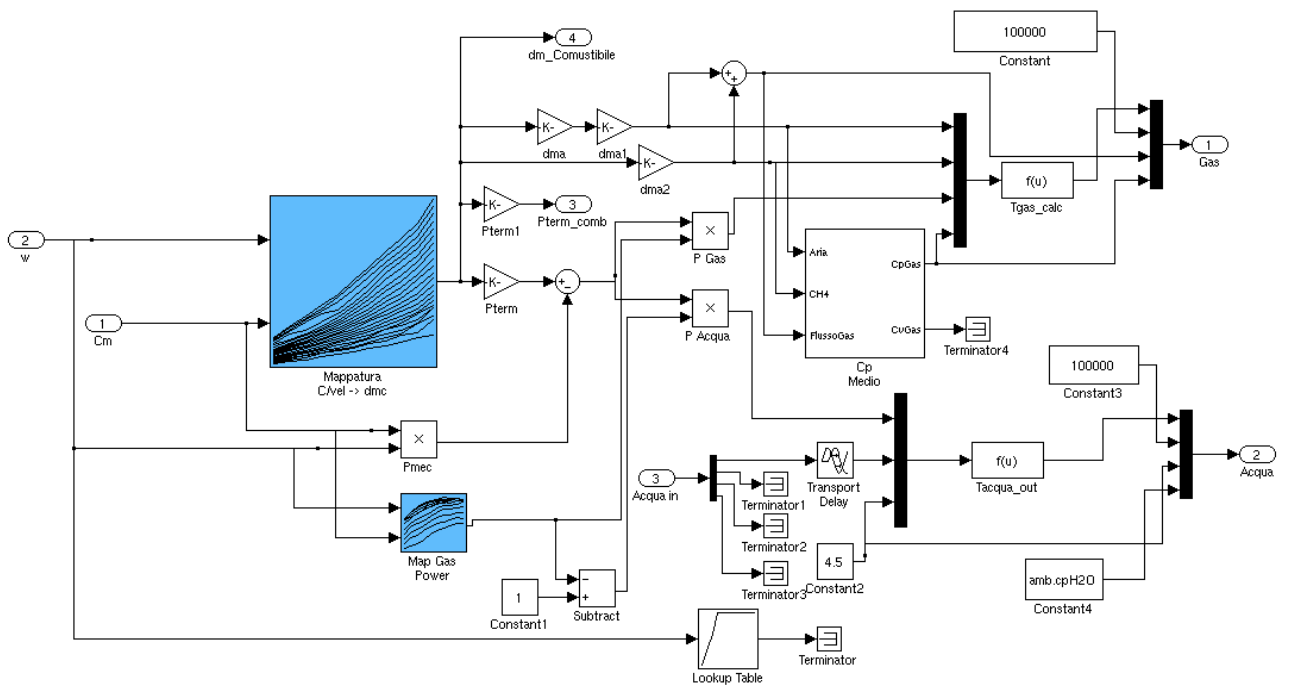 4
dm_Comustibile
100000
Constant
+
+
-K-
dma
-K-
dma1
-K-
dma2
1
Gas
f(u)
Tgas_calc
-K-
Pterm1
3
Pterm_comb
×
P Gas
2
w
Aria
CpGas
CH4
CvGas
FlussoGas
Cp
Medio
-K-
Pterm
+
−
×
P Acqua
1
Cm
Terminator4
Mappatura
C/vel -> dmc
100000
Constant3
×
Pmec
3
Acqua in
Transport
Delay
f(u)
Tacqua_out
2
Acqua
Terminator1
Terminator2
Terminator3
Map Gas
Power
4.5
Constant2
amb.cpH2O
Constant4
1
Constant1
−
+
Subtract
Lookup Table
Terminator